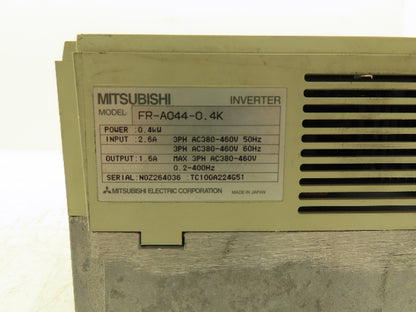 MITSUBISHI INVERTER
MODEL FR-A044-0.4K
POWER :0.4kW
INPUT :2.6A 3PH AC380-460V 50Hz
3PH AC380-460V 60Hz
OUTPUT:1.6A MAX 3PH AC380-460V
0.2-400Hz
SERIAL:N0Z264036 :TC100A224G51
MITSUBISHI ELECTRIC CORPORATION MADE IN JAPAN